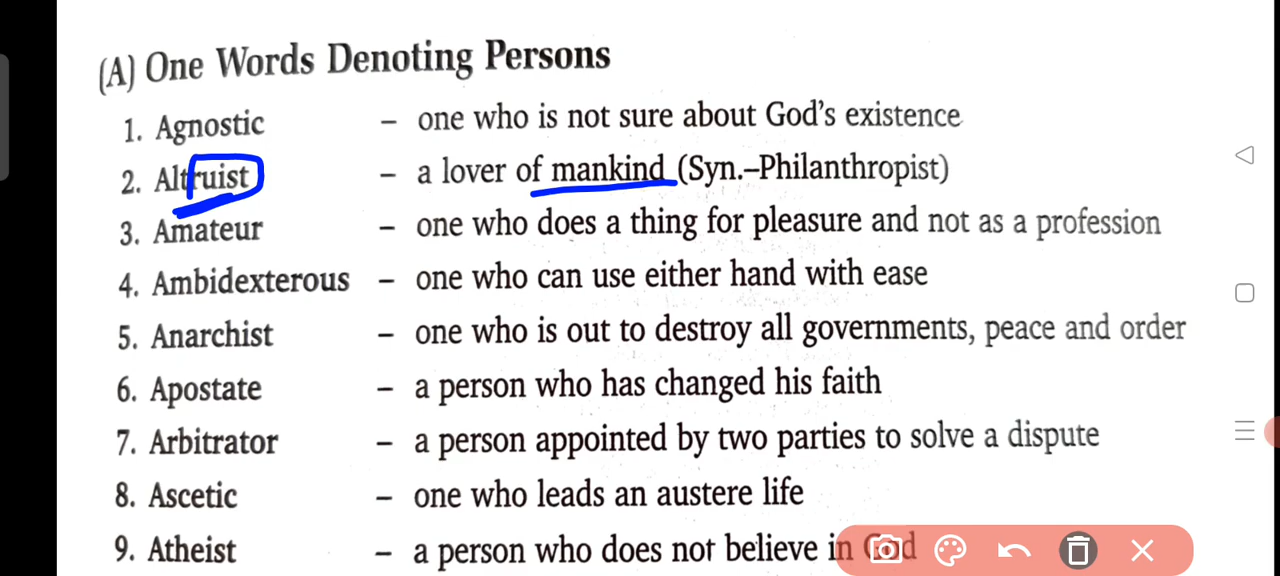 (A) One Words Denoting Persons
1. Agnostic – one who is not sure about God's existence
2. Altruist – a lover of mankind (Syn.–Philanthropist)
3. Amateur – one who does a thing for pleasure and not as a profession
4. Ambidexterous – one who can use either hand with ease
5. Anarchist – one who is out to destroy all governments, peace and order
6. Apostate – a person who has changed his faith
7. Arbitrator – a person appointed by two parties to solve a dispute
8. Ascetic – one who leads an austere life
9. Atheist – a person who does not believe in God